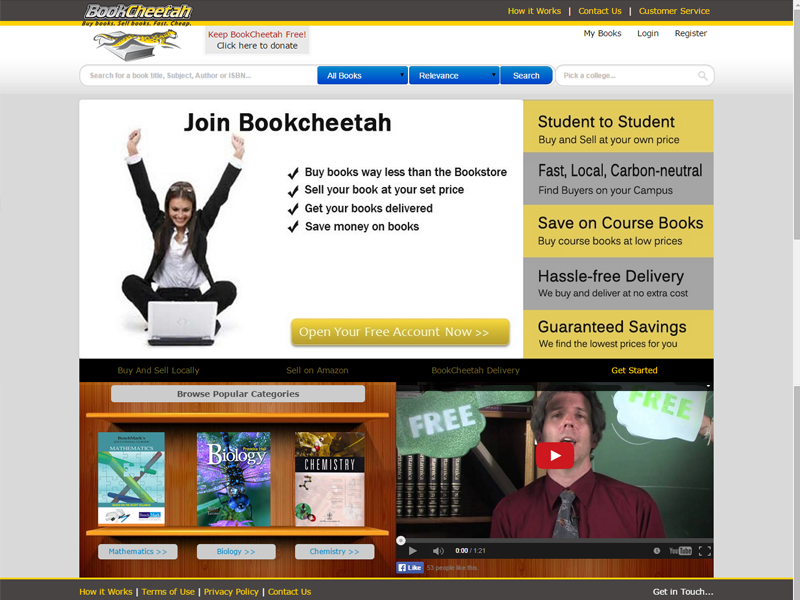 BookCheetah
Buy books. Sell books. Fast. Cheap.
How it Works | Contact Us | Customer Service
Keep BookCheetah Free!
Click here to donate
My Books Login Register
Search for a book title, Subject, Author or ISBN... All Books Relevance Search Pick a college...
Join Bookcheetah
Buy books way less than the Bookstore
Sell your book at your set price
Get your books delivered
Save money on books
Open Your Free Account Now >>
Student to Student
Buy and Sell at your own price
Fast, Local, Carbon-neutral
Find Buyers on your Campus
Save on Course Books
Buy course books at low prices
Hassle-free Delivery
We buy and deliver at no extra cost
Guaranteed Savings
We find the lowest prices for you
Buy And Sell Locally Sell on Amazon BookCheetah Delivery Get Started
Browse Popular Categories
MATHEMATICS
Biology
CHEMISTRY
Mathematics >> Biology >> Chemistry >>
FREE
FREE
0:00 / 1:21 YouTube
Like 53 people like this.
How it Works | Terms of Use | Privacy Policy | Contact Us Get in Touch...